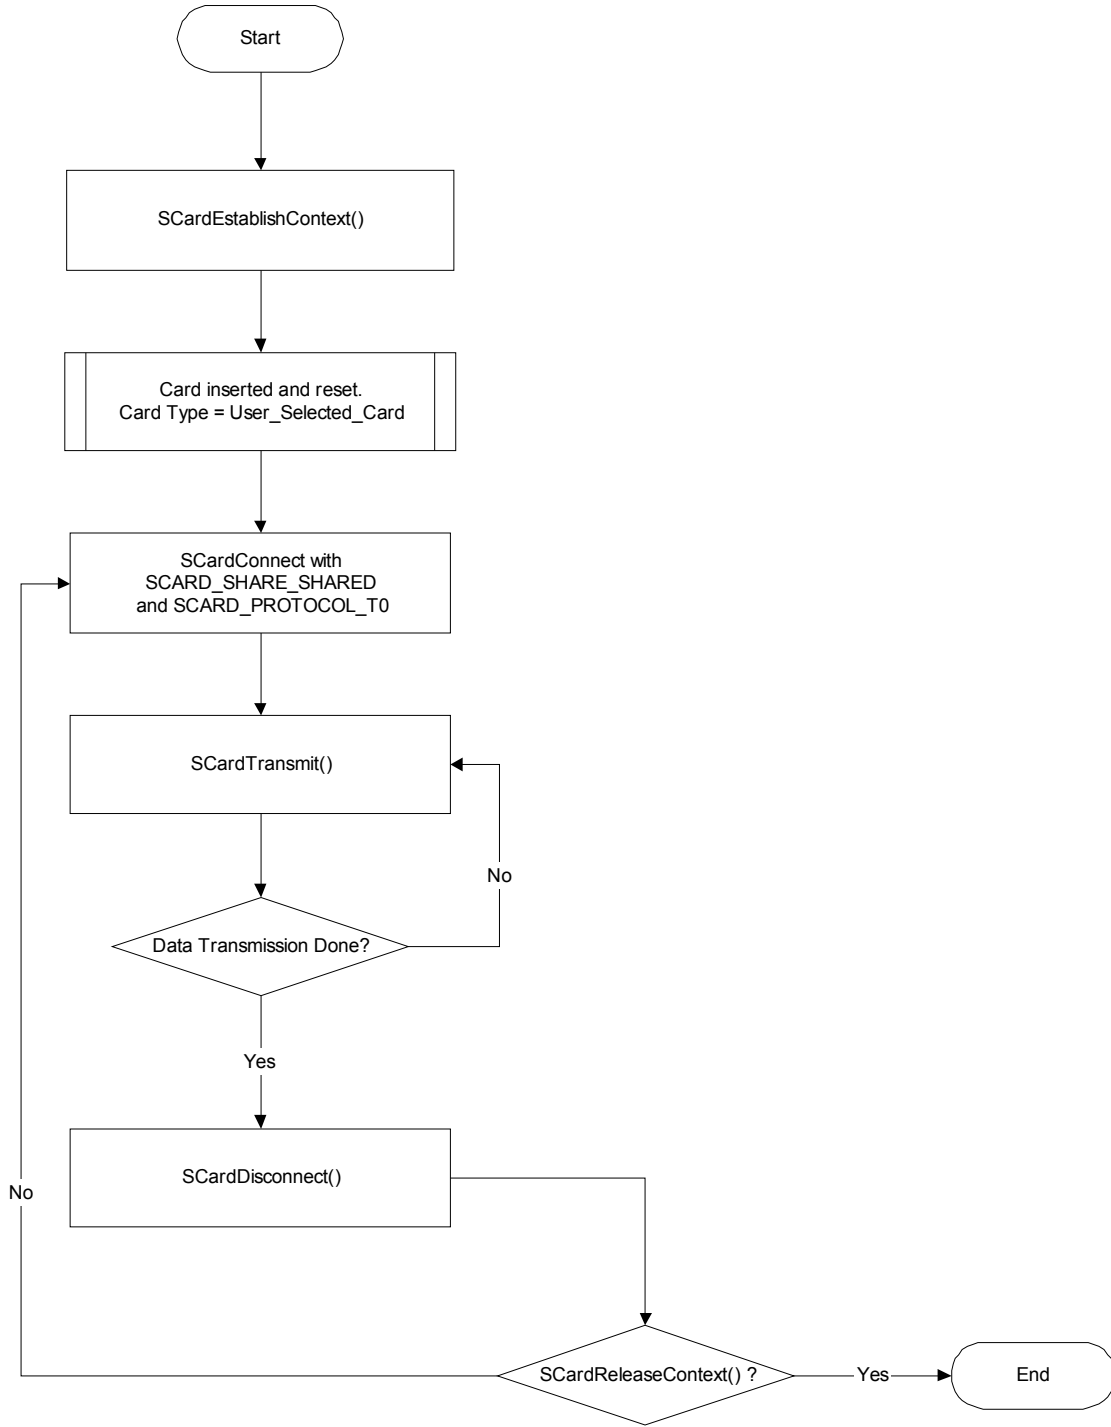 Start
SCardEstablishContext()
Card inserted and reset.
Card Type = User_Selected_Card
SCardConnect with
SCARD_SHARE_SHARED
and SCARD_PROTOCOL_T0
SCardTransmit()
No
Data Transmission Done?
Yes
SCardDisconnect()
No
SCardReleaseContext() ?
Yes
End